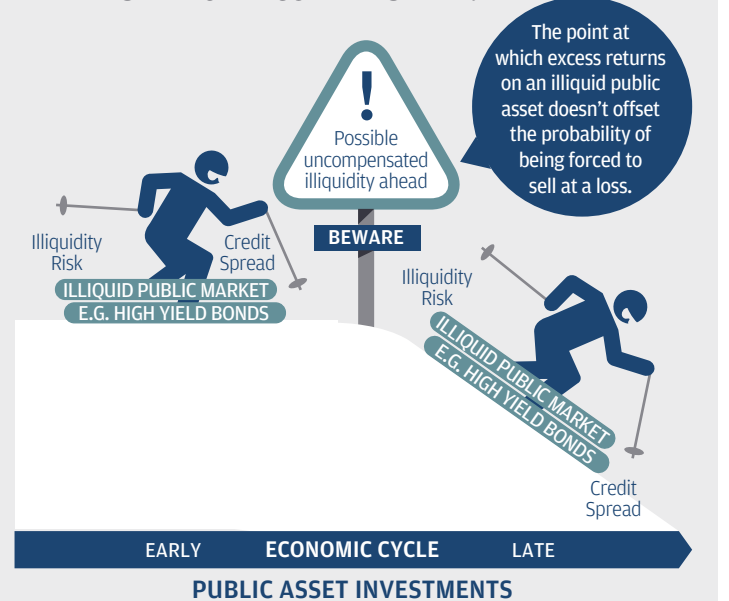 The point at
which excess returns
on an illiquid public
asset doesn't offset
the probability of
being forced to
sell at a loss.
!
Possible
uncompensated
illiquidity ahead
BEWARE
Illiquidity
Risk
Credit
Spread
ILLIQUID PUBLIC MARKET
E.G. HIGH YIELD BONDS
Illiquidity
Risk
ILLIQUID PUBLIC MARKET
E.G. HIGH YIELD BONDS
Credit
Spread
EARLY ECONOMIC CYCLE LATE
PUBLIC ASSET INVESTMENTS